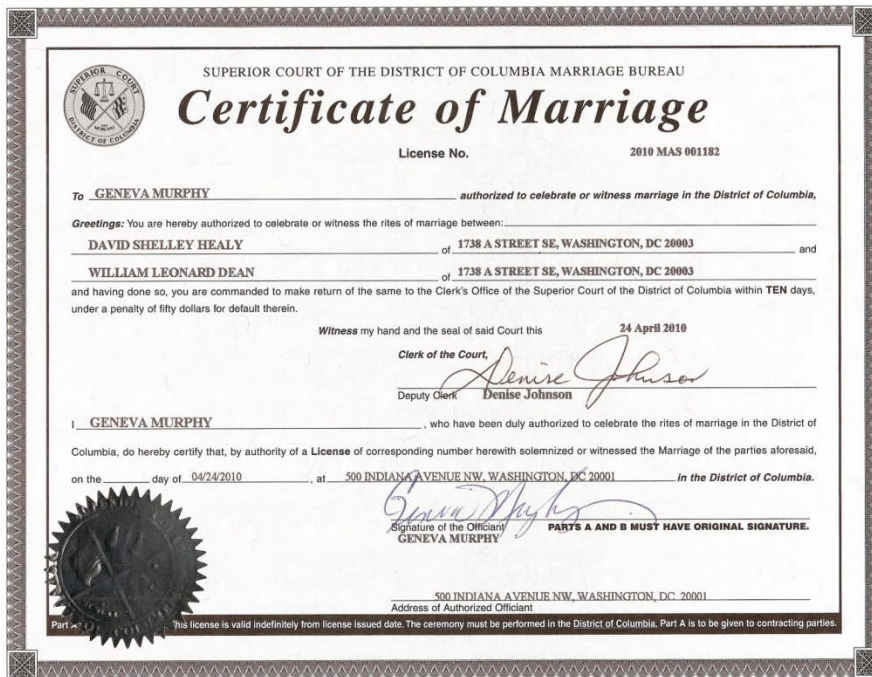 SUPERIOR COURT
DISTRICT OF COLUMBIA
SUPERIOR COURT OF THE DISTRICT OF COLUMBIA MARRIAGE BUREAU
Certificate of Marriage
License No. 2010 MAS 001182
To GENEVA MURPHY authorized to celebrate or witness marriage in the District of Columbia,
Greetings: You are hereby authorized to celebrate or witness the rites of marriage between:
DAVID SHELLEY HEALY of 1738 A STREET SE, WASHINGTON, DC 20003 and
WILLIAM LEONARD DEAN of 1738 A STREET SE, WASHINGTON, DC 20003
and having done so, you are commanded to make return of the same to the Clerk's Office of the Superior Court of the District of Columbia within TEN days,
under a penalty of fifty dollars for default therein.
Witness my hand and the seal of said Court this 24 April 2010
Clerk of the Court,
Denise Johnson
Deputy Clerk Denise Johnson
I GENEVA MURPHY , who have been duly authorized to celebrate the rites of marriage in the District of
Columbia, do hereby certify that, by authority of a License of corresponding number herewith solemnized or witnessed the Marriage of the parties aforesaid,
on the day of 04/24/2010 , at 500 INDIANA AVENUE NW, WASHINGTON, DC 20001 in the District of Columbia.
Geneva Murphy
Signature of the Officiant PARTS A AND B MUST HAVE ORIGINAL SIGNATURE.
GENEVA MURPHY
500 INDIANA AVENUE NW, WASHINGTON, DC 20001
Address of Authorized Officiant
Part A This license is valid indefinitely from license issued date. The ceremony must be performed in the District of Columbia. Part A is to be given to contracting parties.